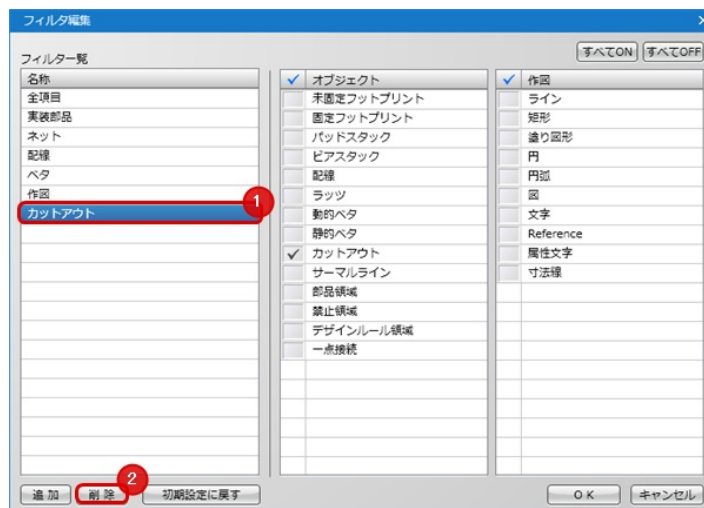 フィルタ編集
フィルター覧
すべてON すべてOFF
名称
全項目
実装部品
ネット
配線
ベタ
作図
カットアウト
1
オブジェクト
未固定フットプリント
固定フットプリント
パッドスタック
ビアスタック
配線
ラッツ
動的ベタ
静的ベタ
カットアウト
サーマルライン
部品領域
禁止領域
デザインルール領域
一点接続
作図
ライン
矩形
塗り図形
円
円弧
図
文字
Reference
属性文字
寸法線
2
追加 削除 初期設定に戻す
OK キャンセル